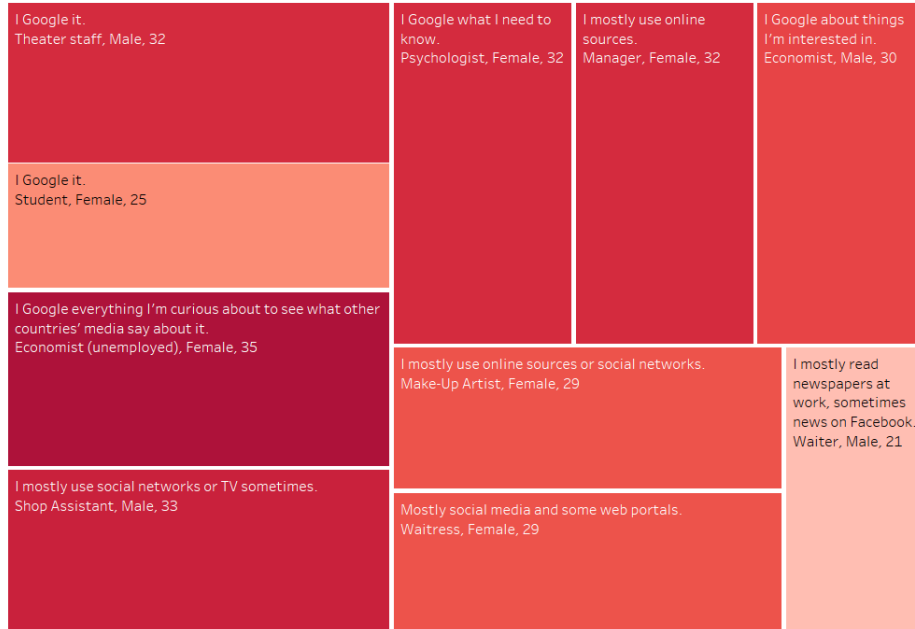 I Google it.
Theater staff, Male, 32
I Google it.
Student, Female, 25
I Google everything I'm curious about to see what other
countries' media say about it.
Economist (unemployed), Female, 35
I mostly use social networks or TV sometimes.
Shop Assistant, Male, 33
I Google what I need to
know.
Psychologist, Female, 32
I mostly use online
sources.
Manager, Female, 32
I Google about things
I'm interested in.
Economist, Male, 30
I mostly use online sources or social networks.
Make-Up Artist, Female, 29
Mostly social media and some web portals.
Waitress, Female, 29
I mostly read
newspapers at
work, sometimes
news on Facebook.
Waiter, Male, 21